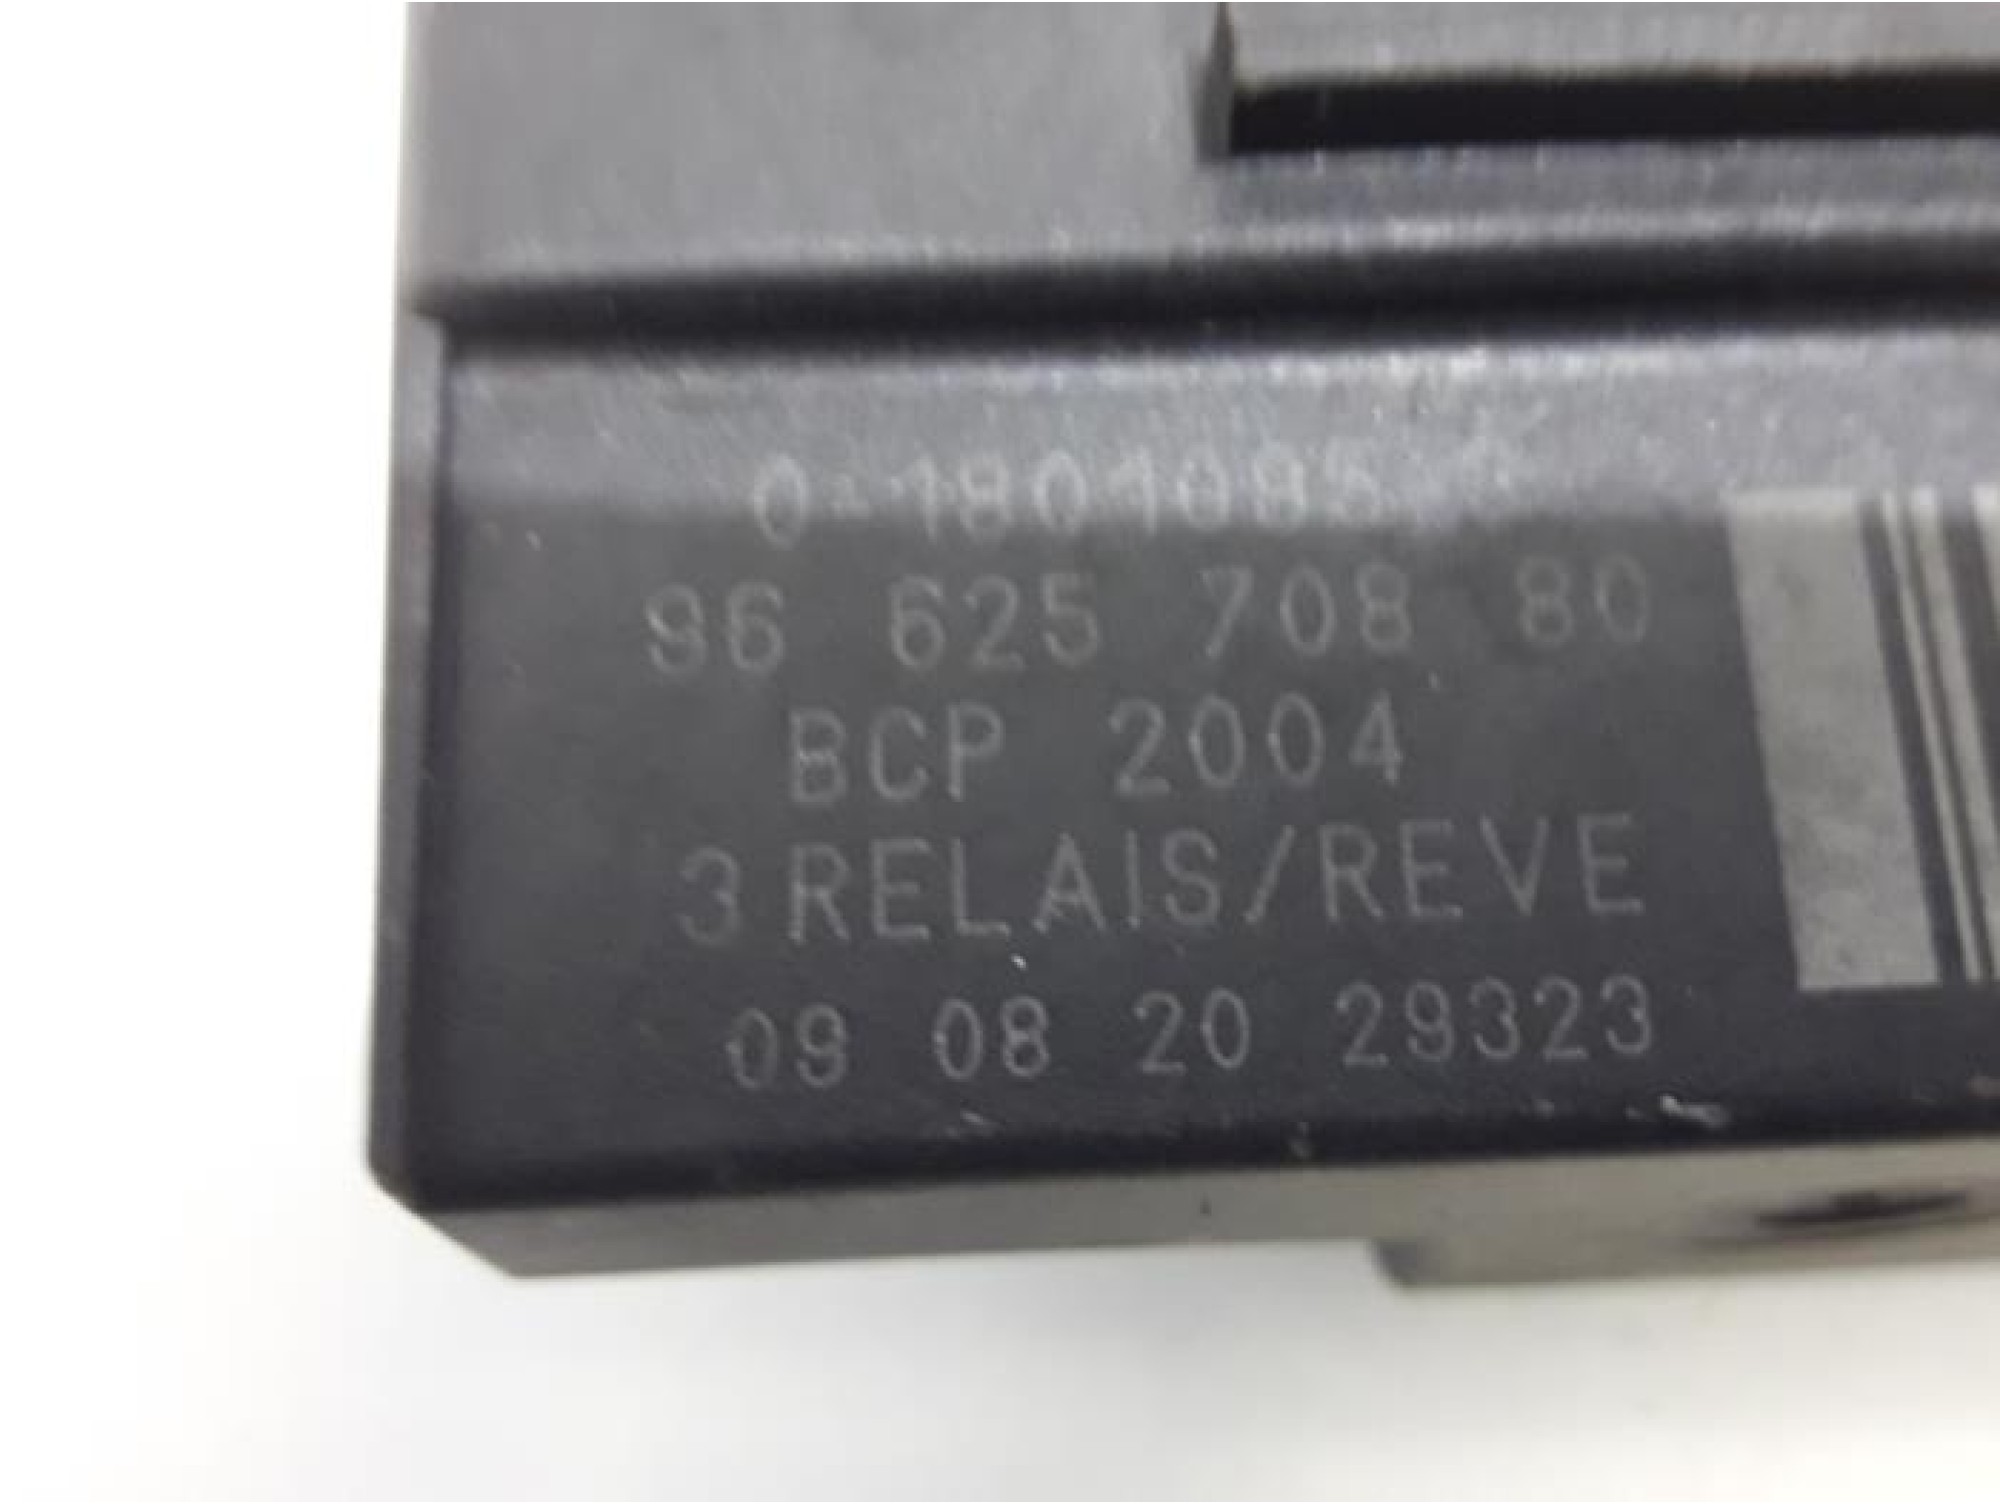 96 625 708 80
BCP 2004
3 RELAIS/REVE
09 08 20 29323